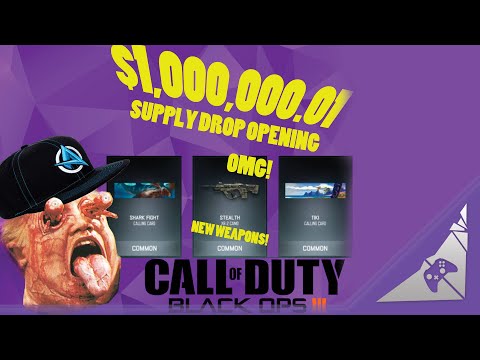 $1,000,000.01
SUPPLY DROP OPENING
OMG!
SHARK FIGHT
CALLING CARD
COMMON
STEALTH
COMMON
TIKI
CALLING CARD
COMMON
NEW WEAPONS!
CALL OF DUTY
BLACK OPS III